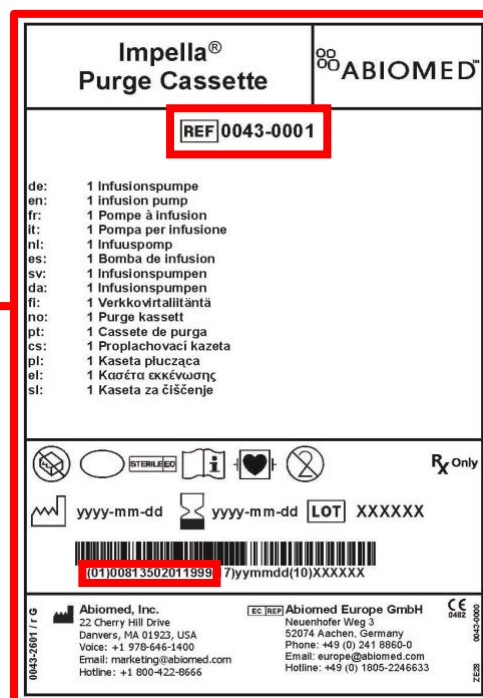 Impella®
Purge Cassette
ABIOMED™
REF 0043-0001
de: 1 Infusionspumpe
en: 1 infusion pump
fr: 1 Pompe à infusion
it: 1 Pompa per infusione
nl: 1 Infuuspomp
es: 1 Bomba de infusion
sv: 1 Infusionspumpen
da: 1 Infusionspumpen
fi: 1 Verkkovirtaliitäntä
no: 1 Purge kassett
pt: 1 Cassete de purga
cs: 1 Proplachovací kazeta
pl: 1 Kaseta płucząca
el: 1 Κασέτα εκκένωσης
sl: 1 Kaseta za čiščenje
STERILE EO
2
Rx Only
yyyy-mm-dd yyyy-mm-dd LOT XXXXXX
(01)00813502011999 7)yymmdd(10)XXXXXX
0043-2601 / r G
Abiomed, Inc.
22 Cherry Hill Drive
Danvers, MA 01923, USA
Voice: +1 978-646-1400
Email: marketing@abiomed.com
Hotline: +1 800-422-8666
EC REP Abiomed Europe GmbH
Neuenhofer Weg 3
52074 Aachen, Germany
Phone: +49 (0) 241 8860-0
Email: europe@abiomed.com
Hotline: +49 (0) 1805-2246633
CE
0482
0043-0000
ZE28